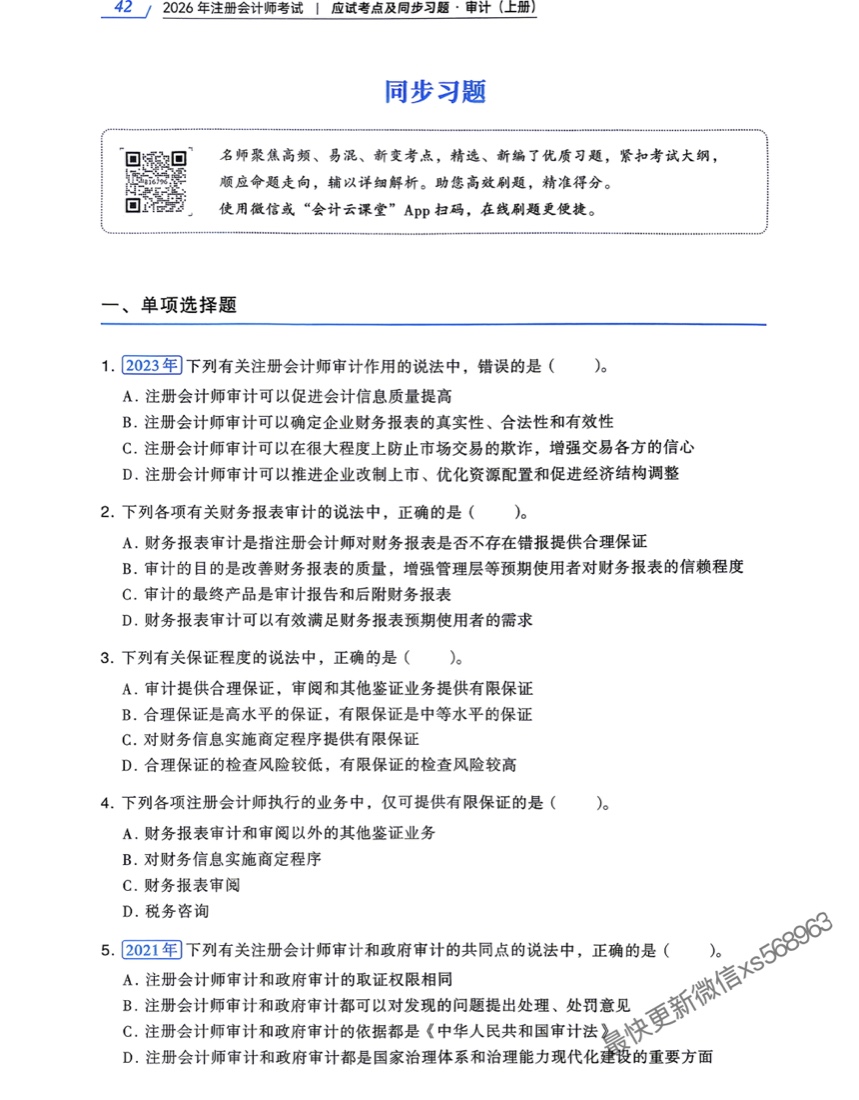 42 / 2026 年注册会计师考试 | 应试考点及同步习题·审计（上册）
同步习题
名师聚焦高频、易混、新变考点，精选、新编了优质习题，紧扣考试大纲，
顺应命题走向，辅以详细解析。助您高效刷题，精准得分。
使用微信或“会计云课堂”App 扫码，在线刷题更便捷。
一、单项选择题
1. 2023 年 下列有关注册会计师审计作用的说法中，错误的是（　　）。
A. 注册会计师审计可以促进会计信息质量提高
B. 注册会计师审计可以确定企业财务报表的真实性、合法性和有效性
C. 注册会计师审计可以在很大程度上防止市场交易的欺诈，增强交易各方的信心
D. 注册会计师审计可以推进企业改制上市、优化资源配置和促进经济结构调整
2. 下列各项有关财务报表审计的说法中，正确的是（　　）。
A. 财务报表审计是指注册会计师对财务报表是否不存在错报提供合理保证
B. 审计的目的是改善财务报表的质量，增强管理层等预期使用者对财务报表的信赖程度
C. 审计的最终产品是审计报告和后附财务报表
D. 财务报表审计可以有效满足财务报表预期使用者的需求
3. 下列有关保证程度的说法中，正确的是（　　）。
A. 审计提供合理保证，审阅和其他鉴证业务提供有限保证
B. 合理保证是高水平的保证，有限保证是中等水平的保证
C. 对财务信息实施商定程序提供有限保证
D. 合理保证的检查风险较低，有限保证的检查风险较高
4. 下列各项注册会计师执行的业务中，仅可提供有限保证的是（　　）。
A. 财务报表审计和审阅以外的其他鉴证业务
B. 对财务信息实施商定程序
C. 财务报表审阅
D. 税务咨询
5. 2021 年 下列有关注册会计师审计和政府审计的共同点的说法中，正确的是（　　）。
A. 注册会计师审计和政府审计的取证权限相同
B. 注册会计师审计和政府审计都可以对发现的问题提出处理、处罚意见
C. 注册会计师审计和政府审计的依据都是《中华人民共和国审计法》
D. 注册会计师审计和政府审计都是国家治理体系和治理能力现代化建设的重要方面
最快更新微信xs568963